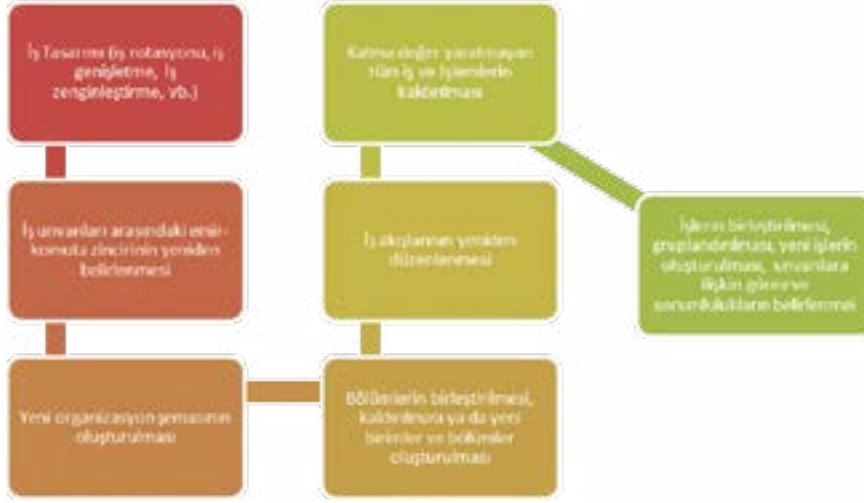 İş Tasarımı (iş rotasyonu, iş
genişletme, iş
zenginleştirme, vb.)
İş unvanları arasındaki emir-
komuta zincirinin yeniden
belirlenmesi
Yeni organizasyon şemasının
oluşturulması
Bölümlerin birleştirilmesi,
kaldırılması ya da yeni
birimler ve bölümler
oluşturulması
İş akışlarının yeniden
düzenlenmesi
Katma değer yaratmayan
tüm iş ve işlemlerin
kaldırılması
İşlerin birleştirilmesi,
gruplandırılması, yeni işlerin
oluşturulması, unvanlara
ilişkin görev ve
sorumlulukların belirlenmesi